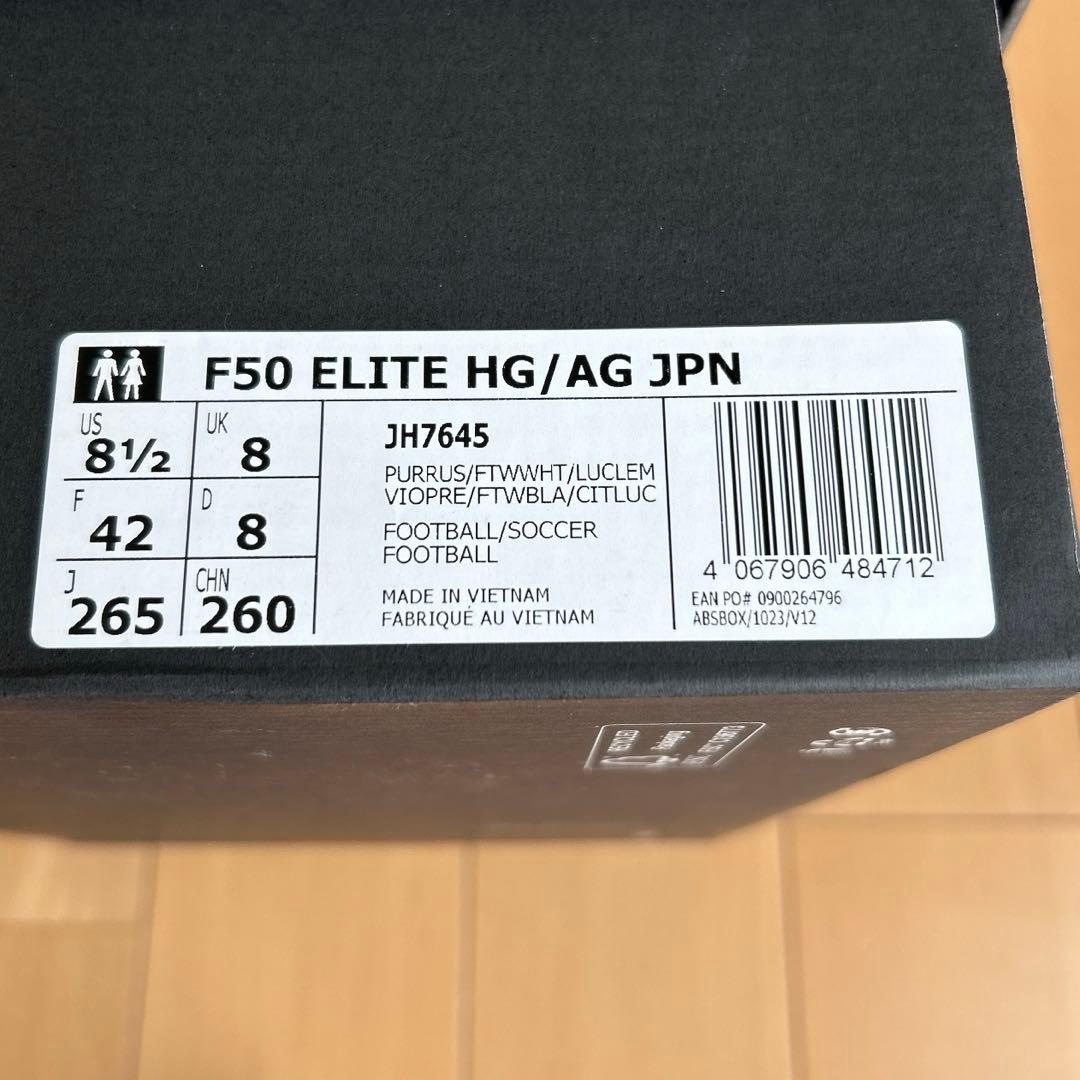 F50 ELITE HG/AG JPN
US
8½
UK
8
F
42
D
8
J
265
CHN
260
JH7645
PURRUS/FTWWHT/LUCLEM
VIOPRE/FTWBLA/CITLUC
FOOTBALL/SOCCER
FOOTBALL
MADE IN VIETNAM
FABRIQUÉ AU VIETNAM
4 067906 484712
EAN PO# 0900264796
ABSBOX/1023/V12
RECYCLED